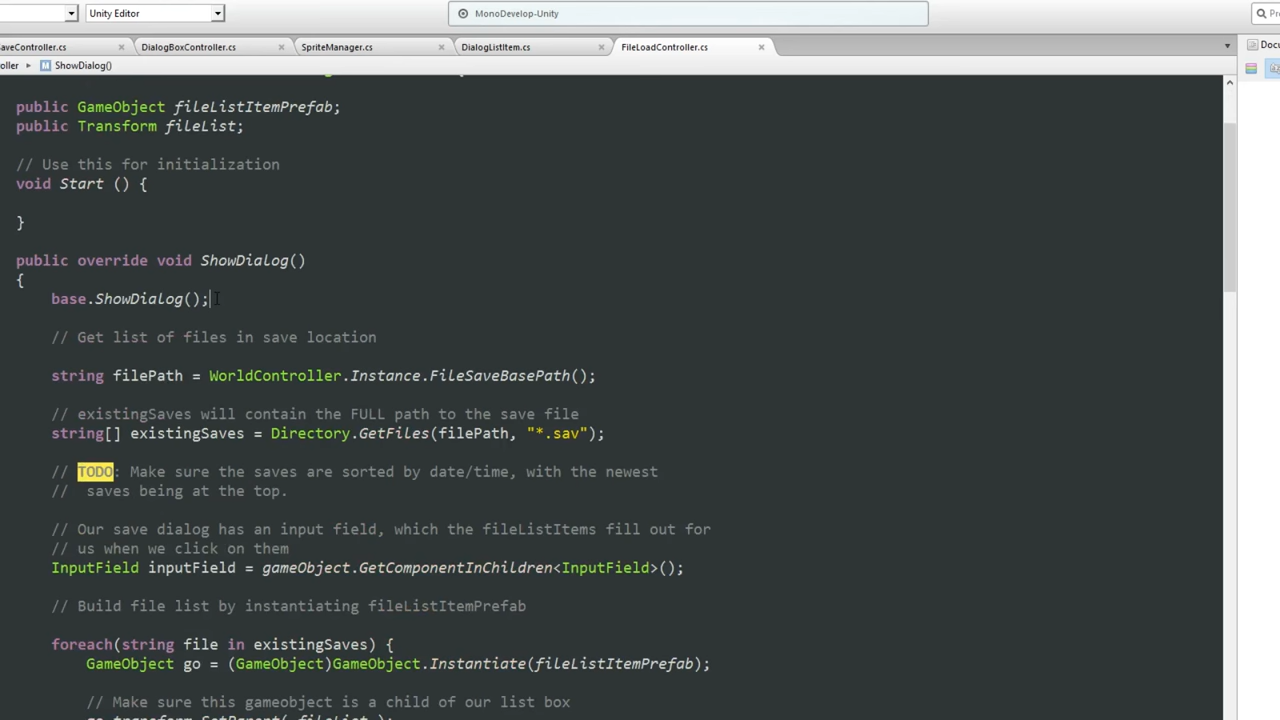 Unity Editor
MonoDevelop-Unity
aveController.cs
DialogBoxController.cs
SpriteManager.cs
DialogListItem.cs
FileLoadController.cs
Docu
oller
M ShowDialog()
public GameObject fileListItemPrefab;
public Transform fileList;
// Use this for initialization
void Start () {
}
public override void ShowDialog()
{
base.ShowDialog();
// Get list of files in save location
string filePath = WorldController.Instance.FileSaveBasePath();
// existingSaves will contain the FULL path to the save file
string[] existingSaves = Directory.GetFiles(filePath, "*.sav");
// TODO: Make sure the saves are sorted by date/time, with the newest
// saves being at the top.
// Our save dialog has an input field, which the fileListItems fill out for
// us when we click on them
InputField inputField = gameObject.GetComponentInChildren<InputField>();
// Build file list by instantiating fileListItemPrefab
foreach(string file in existingSaves) {
GameObject go = (GameObject)GameObject.Instantiate(fileListItemPrefab);
// Make sure this gameobject is a child of our list box
go.transform.SetParent( fileList );